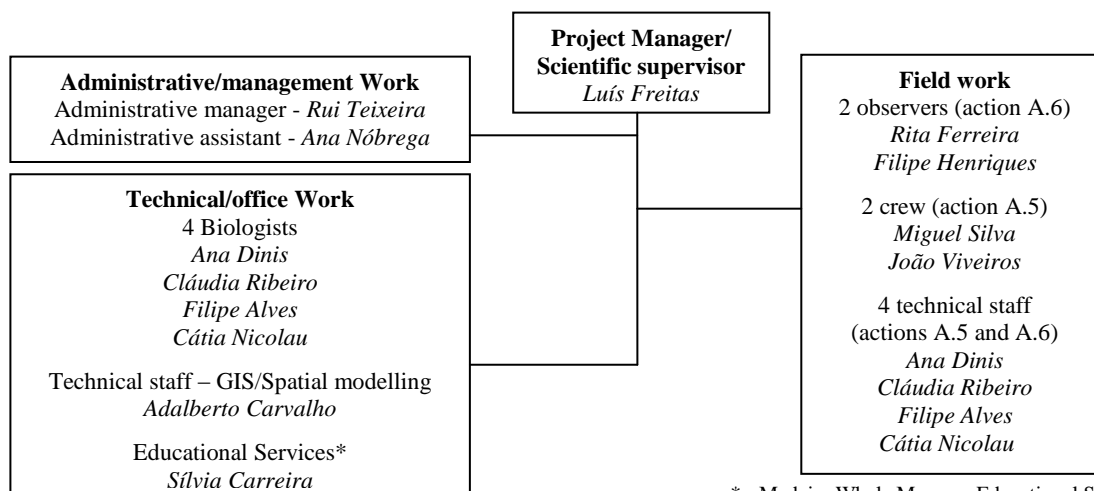 Project Manager/
Scientific supervisor
Luís Freitas
Administrative/management Work
Administrative manager - Rui Teixeira
Administrative assistant - Ana Nóbrega
Technical/office Work
4 Biologists
Ana Dinis
Cláudia Ribeiro
Filipe Alves
Cátia Nicolau
Technical staff – GIS/Spatial modelling
Adalberto Carvalho
Educational Services*
Sílvia Carreira
Field work
2 observers (action A.6)
Rita Ferreira
Filipe Henriques
2 crew (action A.5)
Miguel Silva
João Viveiros
4 technical staff
(actions A.5 and A.6)
Ana Dinis
Cláudia Ribeiro
Filipe Alves
Cátia Nicolau